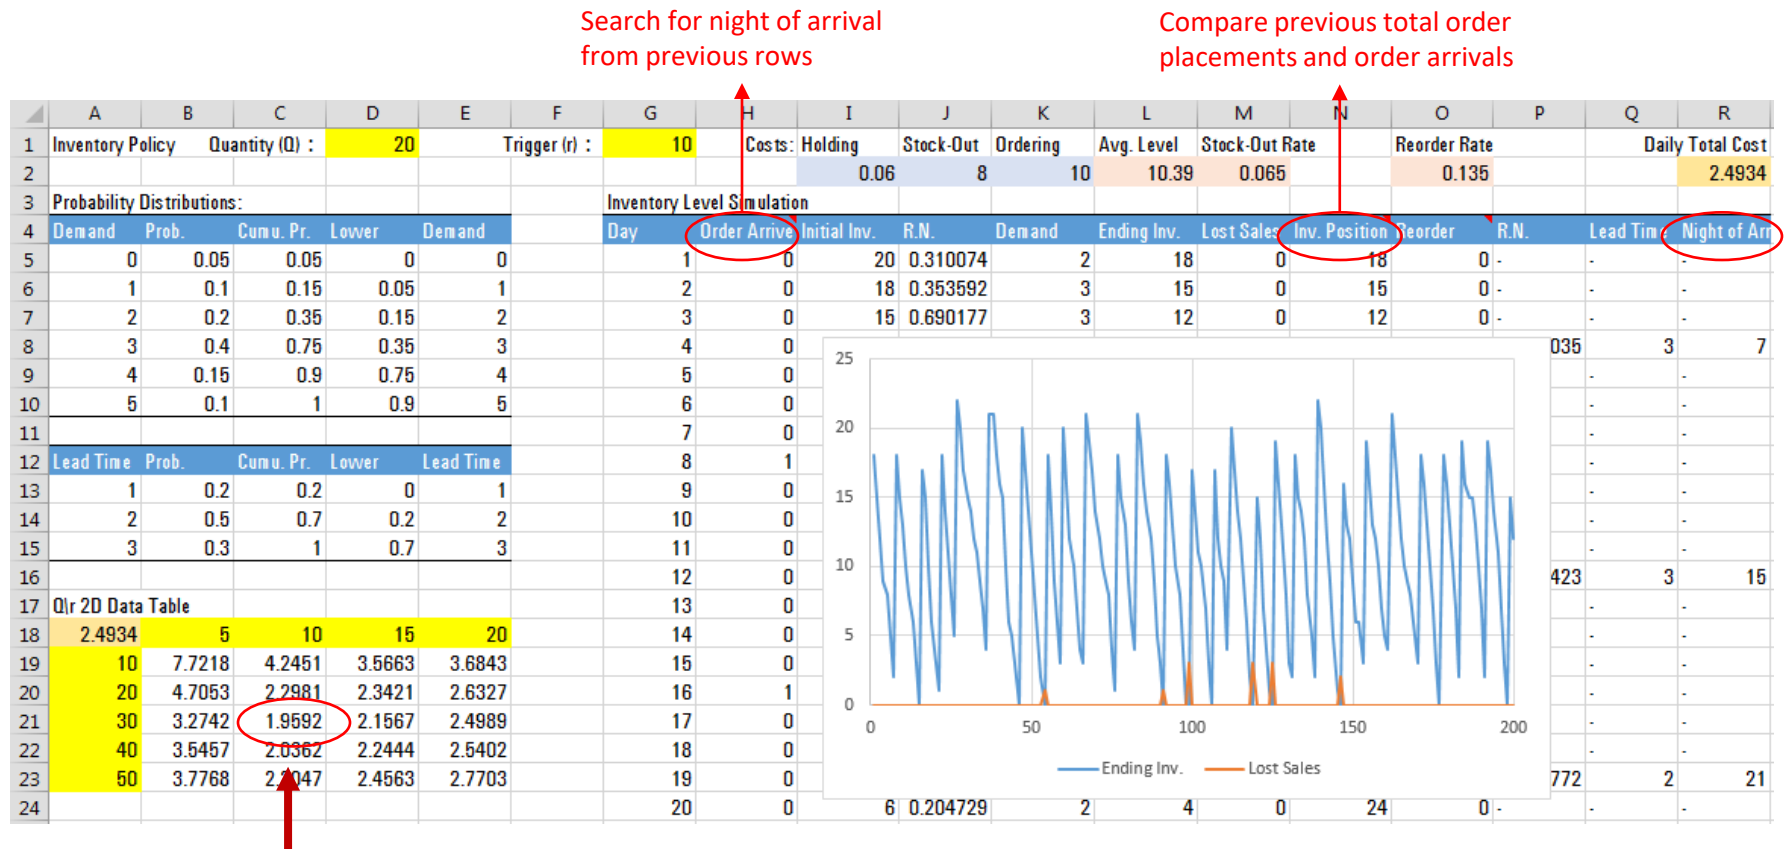 Search for night of arrival
from previous rows
Compare previous total order
placements and order arrivals
A B C D E F G H I J K L M N O P Q R
1 Inventory Policy Quantity (Q) : 20 Trigger (r) : 10 Costs: Holding Stock-Out Ordering Avg. Level Stock-Out Rate Reorder Rate Daily Total Cost
2 0.06 8 10 10.39 0.065 0.135 2.4934
3 Probability Distributions: Inventory Level Simulation
4 Demand Prob. Cumu. Pr. Lower Demand Day Order Arrive Initial Inv. R.N. Demand Ending Inv. Lost Sales Inv. Position Reorder R.N. Lead Time Night of Arr
5 0 0.05 0.05 0 0 1 0 20 0.310074 2 18 0 18 0 - - -
6 1 0.1 0.15 0.05 1 2 0 18 0.353592 3 15 0 15 0 - - -
7 2 0.2 0.35 0.15 2 3 0 15 0.690177 3 12 0 12 0 - - -
8 3 0.4 0.75 0.35 3 4 0 035 3 7
9 4 0.15 0.9 0.75 4 5 0 - -
10 5 0.1 1 0.9 5 6 0 - -
11 7 0 - -
12 Lead Time Prob. Cumu. Pr. Lower Lead Time 8 1 - -
13 1 0.2 0.2 0 1 9 0 - -
14 2 0.5 0.7 0.2 2 10 0 - -
15 3 0.3 1 0.7 3 11 0 - -
16 12 0 423 3 15
17 Q\r 2D Data Table 13 0 - -
18 2.4934 5 10 15 20 14 0 - -
19 10 7.7218 4.2451 3.5663 3.6843 15 0 - -
20 20 4.7053 2.2981 2.3421 2.6327 16 1 - -
21 30 3.2742 1.9592 2.1567 2.4989 17 0 - -
22 40 3.5457 2.0362 2.2444 2.5402 18 0 - -
23 50 3.7768 2.2047 2.4563 2.7703 19 0 772 2 21
24 20 0 6 0.204729 2 4 0 24 0 - - -
25
20
15
10
5
0
0 50 100 150 200
Ending Inv. Lost Sales